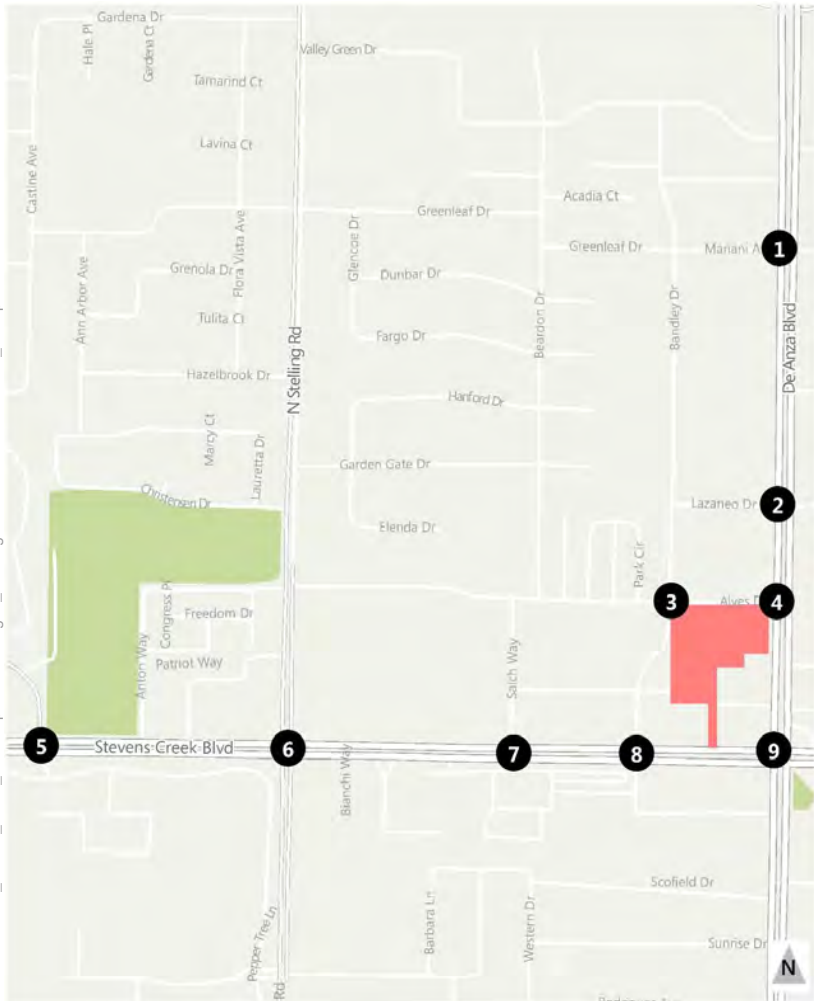 Gardena Dr
Hale Pl
Gardena Ct
Valley Green Dr
Tamarind Ct
Lavina Ct
Castine Ave
Acadia Ct
Greenleaf Dr
Flora Vista Ave
Glencoe Dr
Greenleaf Dr
Mariani A
1
Ann Arbor Ave
Grenola Dr
Dunbar Dr
Beardon Dr
Bandley Dr
De Anza Blvd
Tulita Ct
Fargo Dr
N Stelling Rd
Hazelbrook Dr
Hanford Dr
Marcy Ct
Lauretta Dr
Garden Gate Dr
Christensen Dr
Lazaneo Dr
2
Elenda Dr
Park Cir
3
Alves D
4
Congress Pl
Freedom Dr
Anton Way
Patriot Way
Saich Way
5
Stevens Creek Blvd
6
7
8
9
Bianchi Way
Scofield Dr
Barbara Ln
Western Dr
Pepper Tree Ln
Sunrise Dr
N
Rd